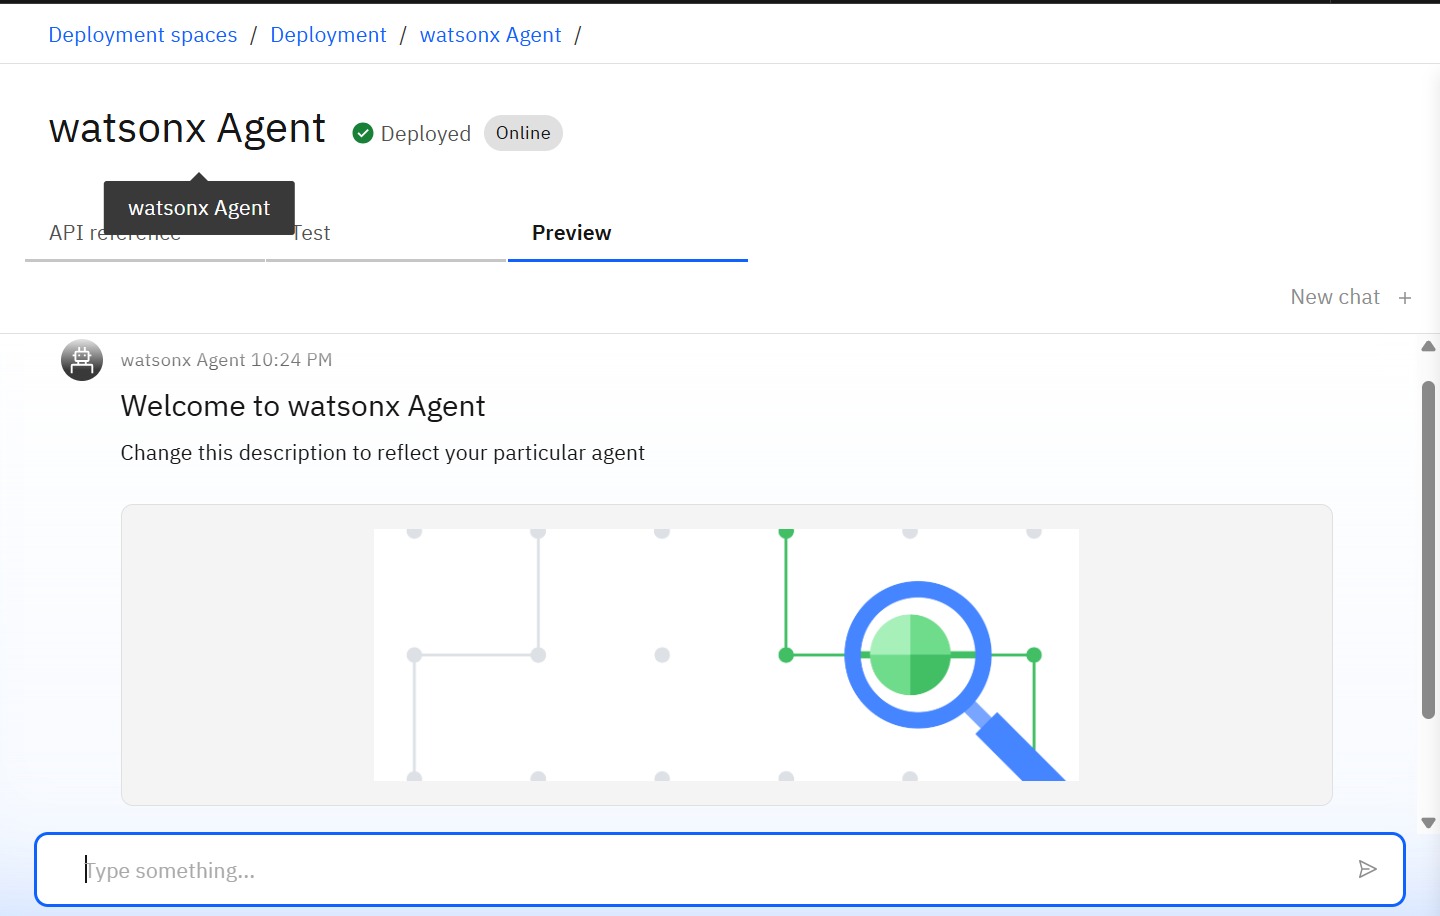 Deployment spaces / Deployment / watsonx Agent /
watsonx Agent Deployed Online
watsonx Agent
API reference Test Preview
New chat +
watsonx Agent 10:24 PM
Welcome to watsonx Agent
Change this description to reflect your particular agent
Type something...